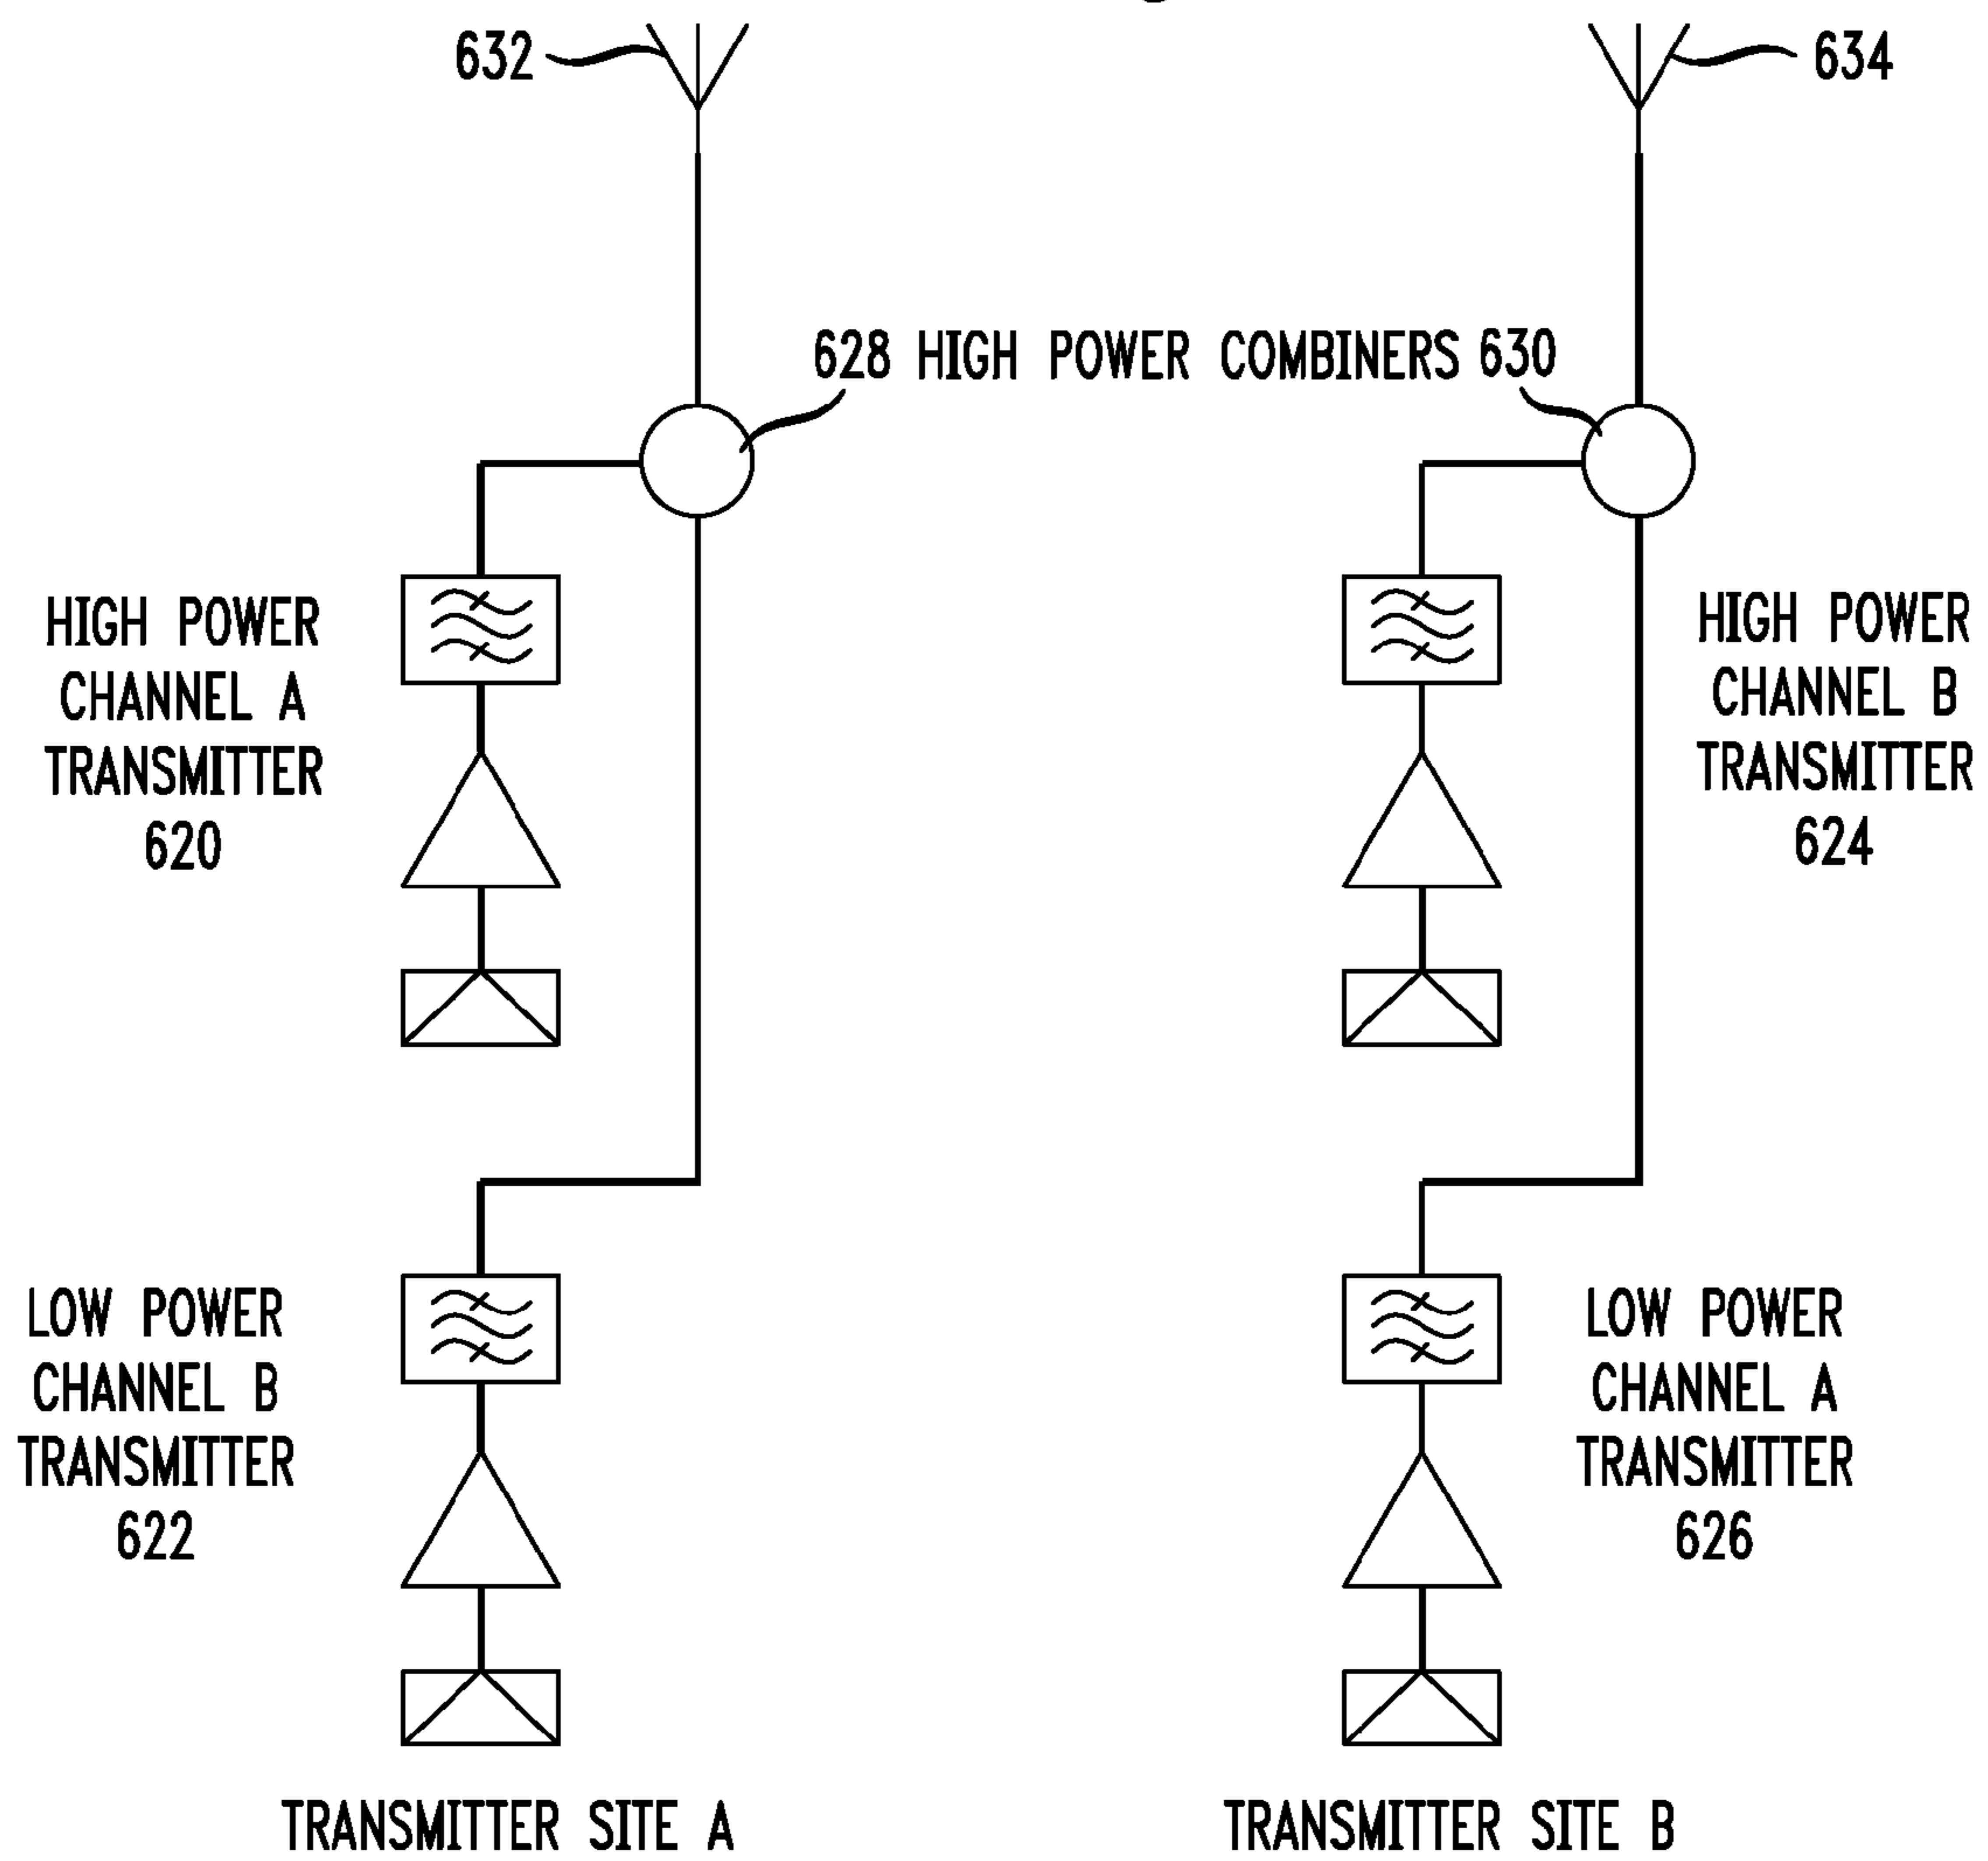 632
634
628 HIGH POWER COMBINERS 630
HIGH POWER
CHANNEL A
TRANSMITTER
620
HIGH POWER
CHANNEL B
TRANSMITTER
624
LOW POWER
CHANNEL B
TRANSMITTER
622
LOW POWER
CHANNEL A
TRANSMITTER
626
TRANSMITTER SITE A
TRANSMITTER SITE B